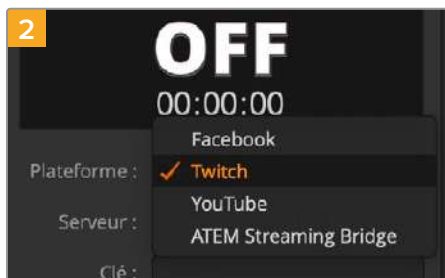 2
OFF
00:00:00
Facebook
Plateforme : ✓ Twitch
YouTube
Serveur :
ATEM Streaming Bridge
Clé :